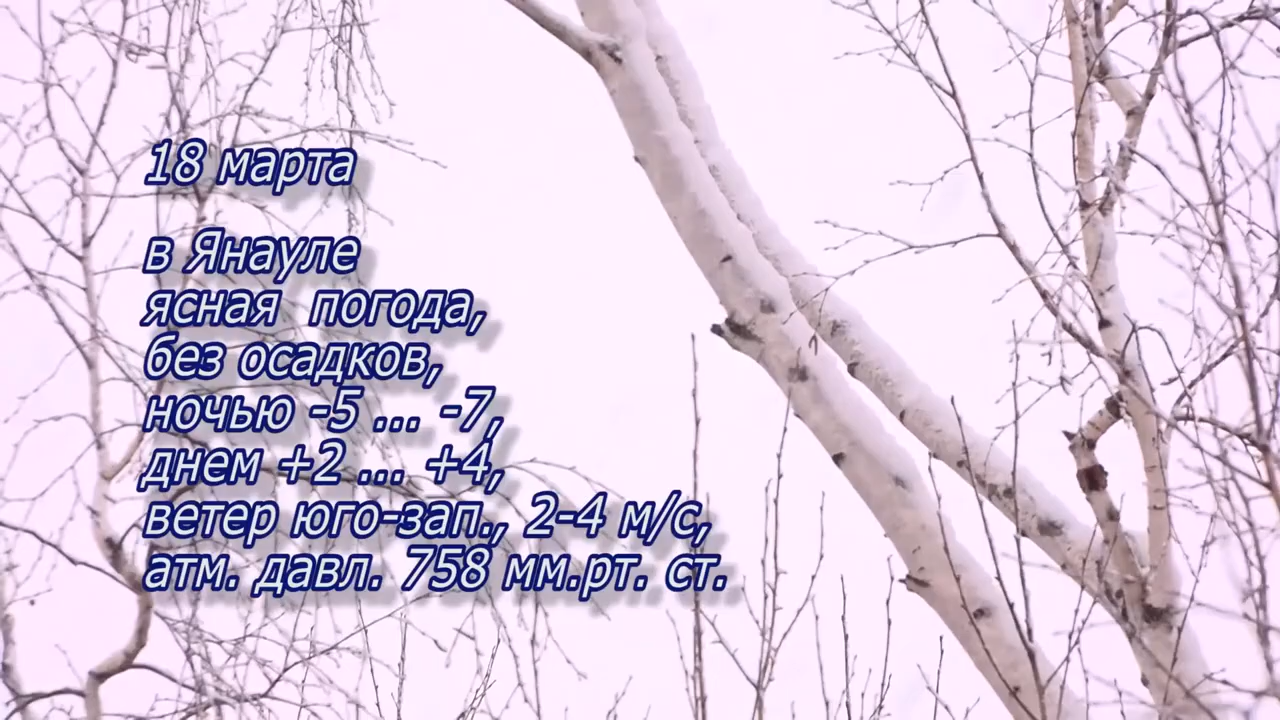 18 марта
в Янауле
ясная погода,
без осадков,
ночью -5 ... -7,
днем +2 ... +4,
ветер юго-зап., 2-4 м/с,
атм. давл. 758 мм.рт. ст.